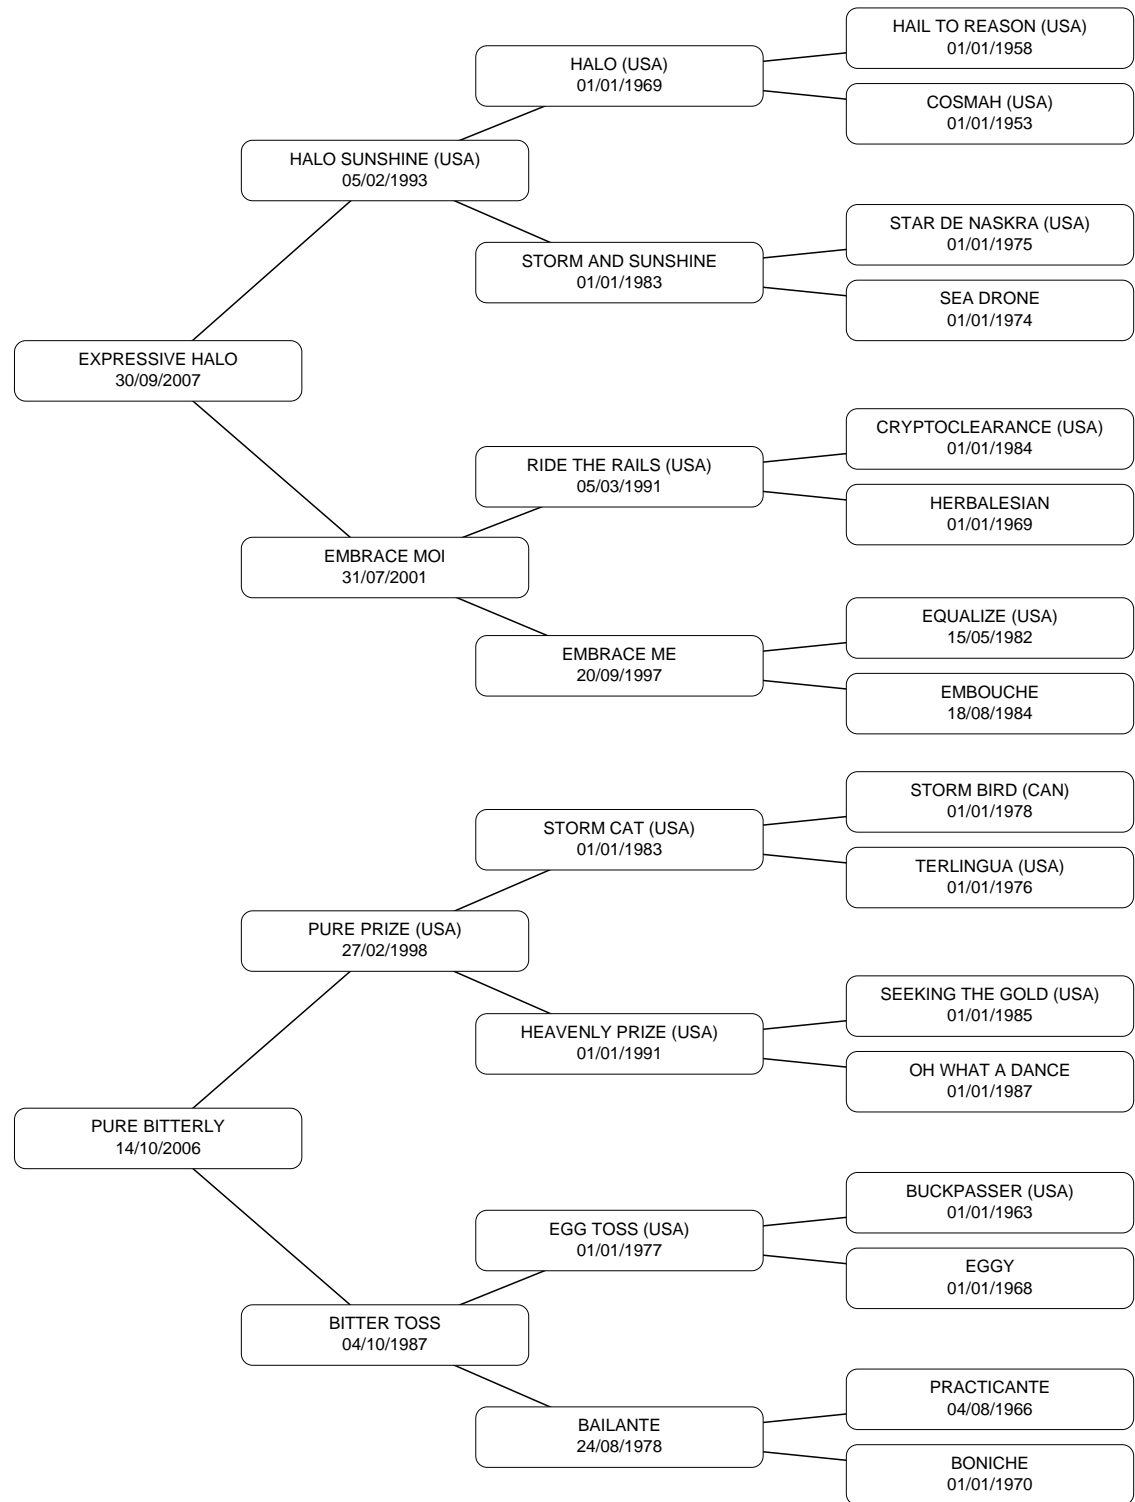 HAIL TO REASON (USA)
01/01/1958
HALO (USA)
01/01/1969
COSMAH (USA)
01/01/1953
HALO SUNSHINE (USA)
05/02/1993
STAR DE NASKRA (USA)
01/01/1975
STORM AND SUNSHINE
01/01/1983
SEA DRONE
01/01/1974
EXPRESSIVE HALO
30/09/2007
CRYPTOCLEARANCE (USA)
01/01/1984
RIDE THE RAILS (USA)
05/03/1991
HERBALESIAN
01/01/1969
EMBRACE MOI
31/07/2001
EQUALIZE (USA)
15/05/1982
EMBRACE ME
20/09/1997
EMBOUCHE
18/08/1984
STORM BIRD (CAN)
01/01/1978
STORM CAT (USA)
01/01/1983
TERLINGUA (USA)
01/01/1976
PURE PRIZE (USA)
27/02/1998
SEEKING THE GOLD (USA)
01/01/1985
HEAVENLY PRIZE (USA)
01/01/1991
OH WHAT A DANCE
01/01/1987
PURE BITTERLY
14/10/2006
BUCKPASSER (USA)
01/01/1963
EGG TOSS (USA)
01/01/1977
EGGY
01/01/1968
BITTER TOSS
04/10/1987
PRACTICANTE
04/08/1966
BAILANTE
24/08/1978
BONICHE
01/01/1970